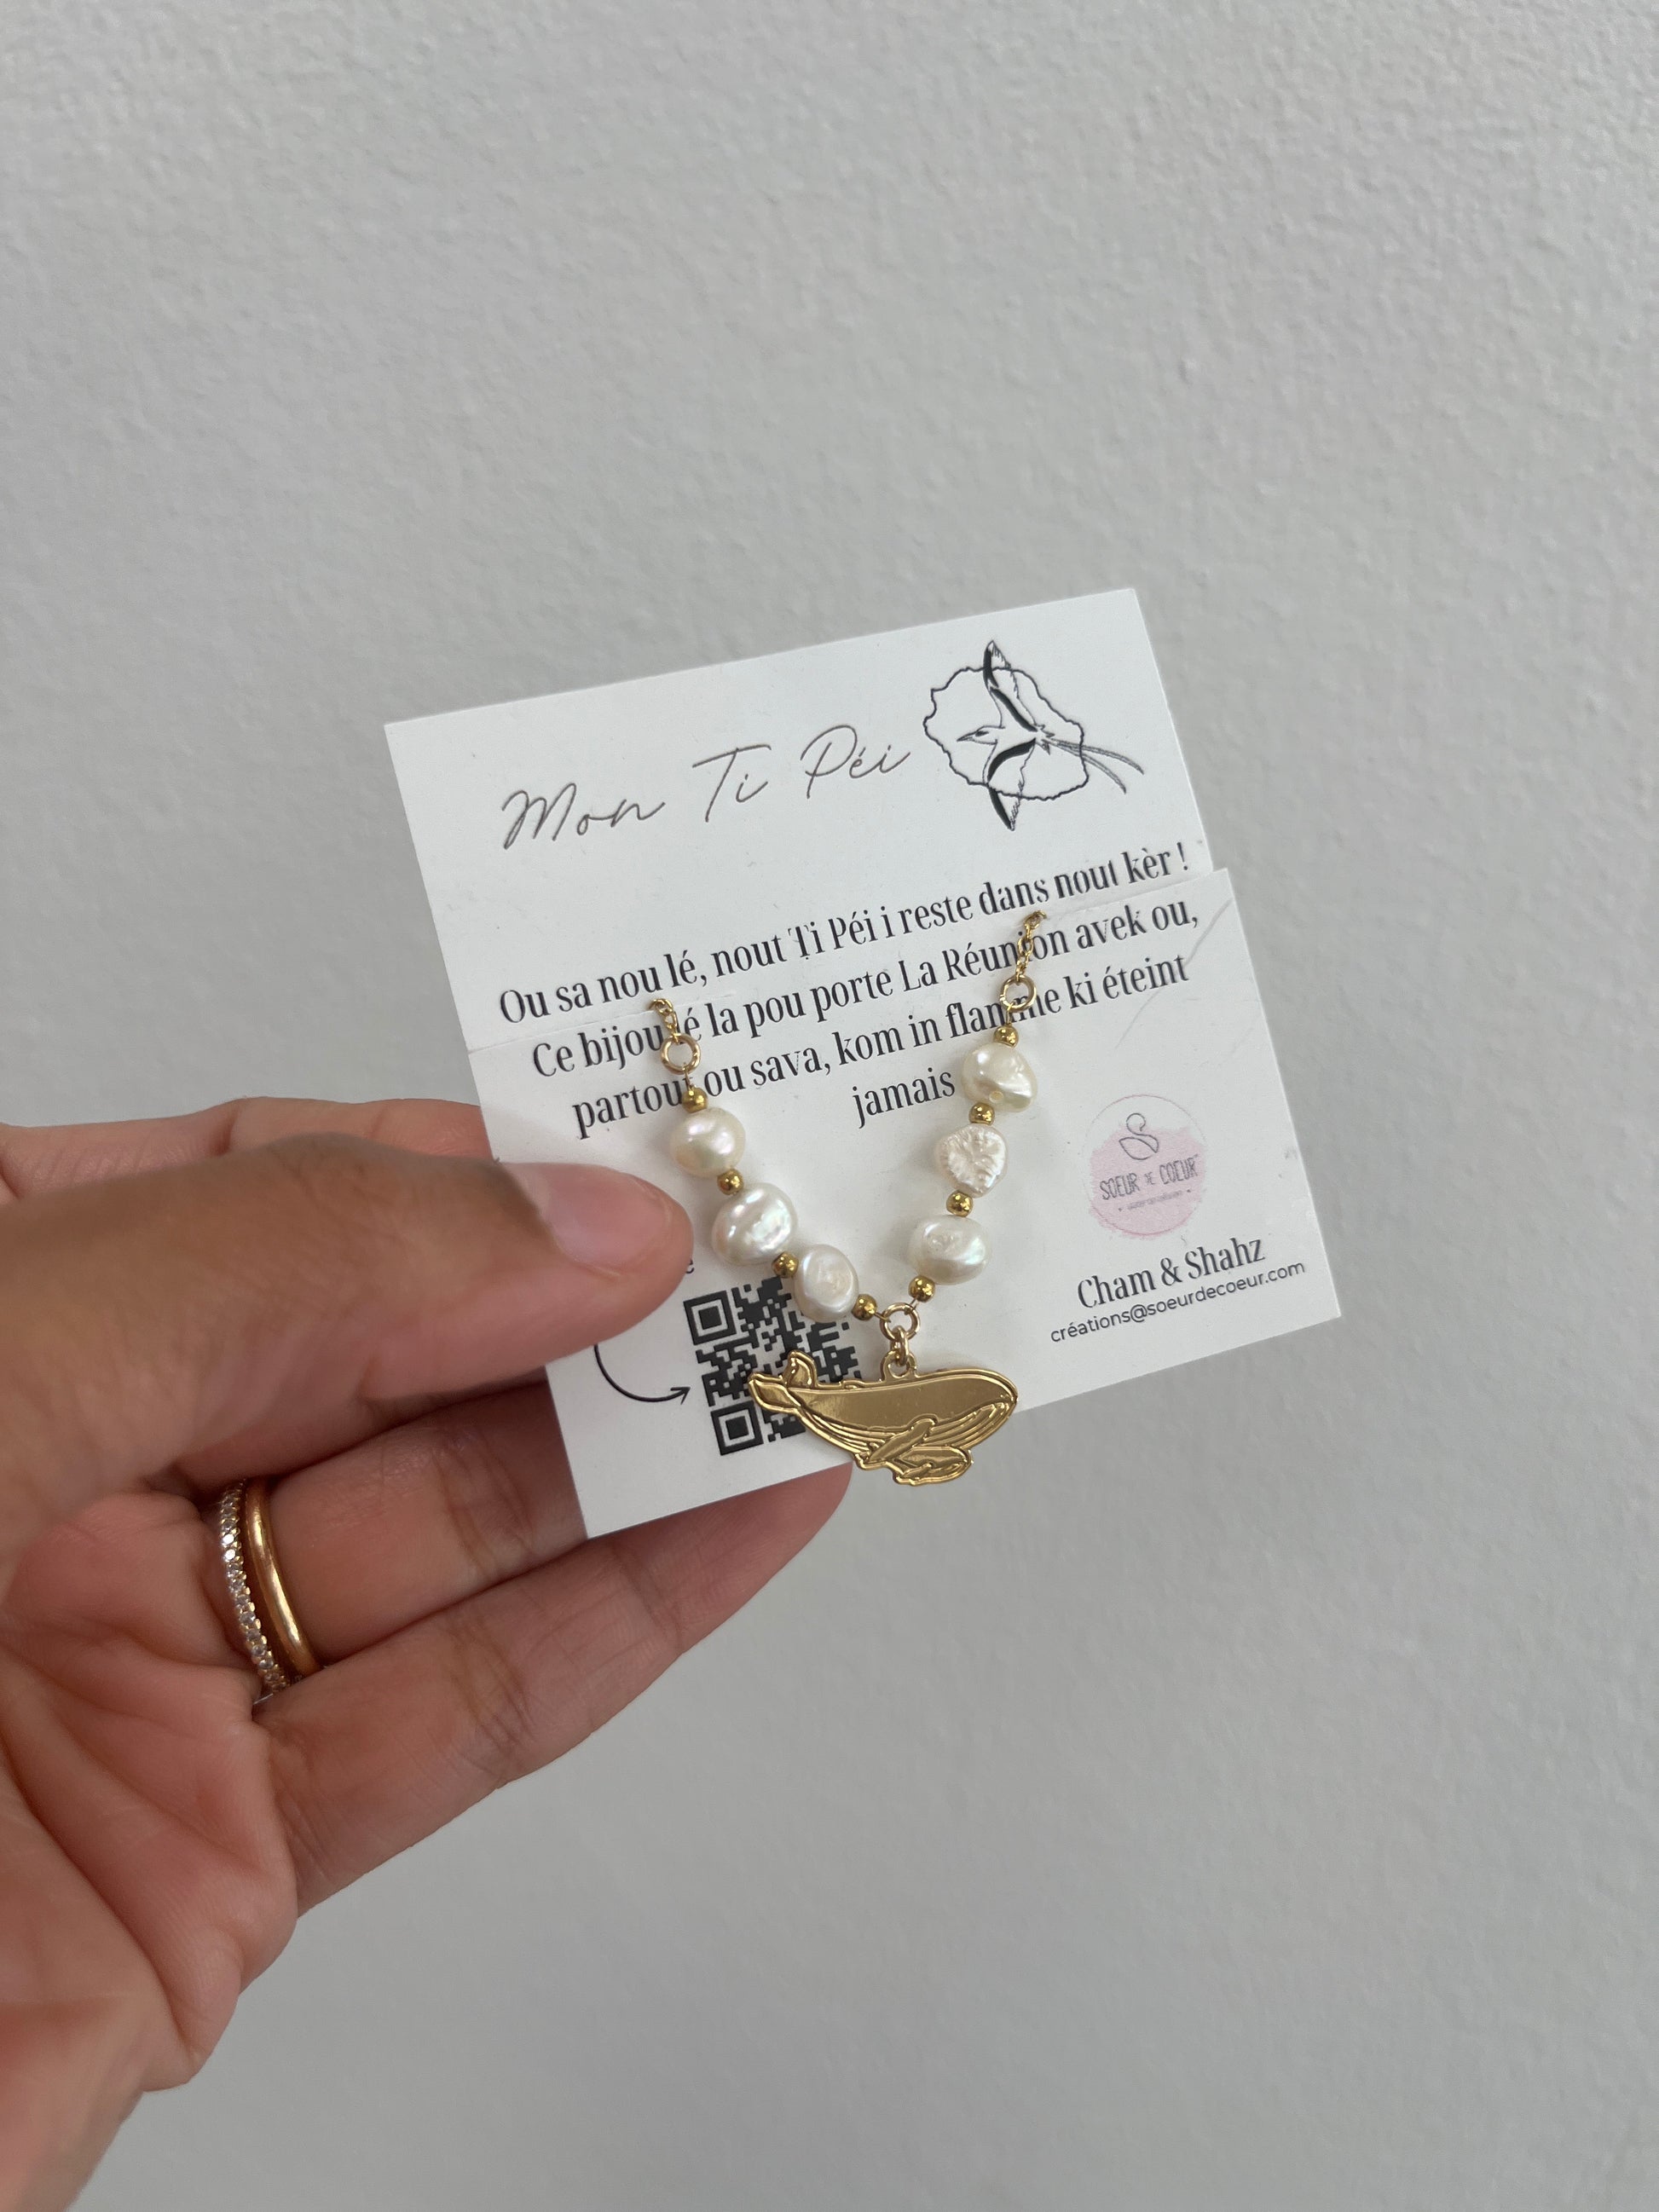 Mon Ti Péi
Ou sa nou lé, nout Ti Péi i reste dans nout kèr !
Ce bijou lé la pou porte La Réunion avek ou,
partout ou sava, kom in flamme ki éteint
jamais
SOEUR DE COEUR
Cham & Shahz
créations@soeurdecoeur.com